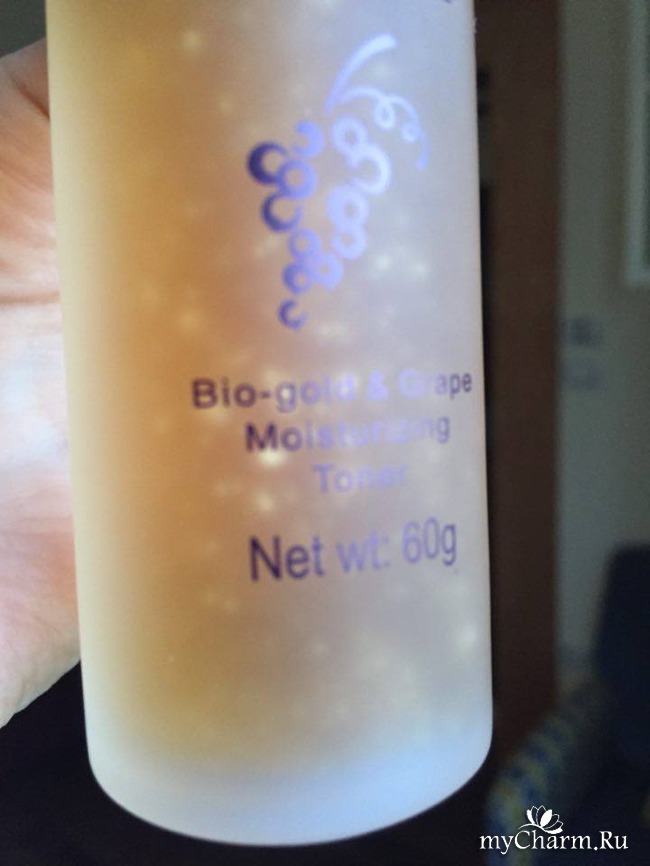 Bio-gold & Grape
Moisturizing
Toner
Net wt: 60g
myCharm.Ru